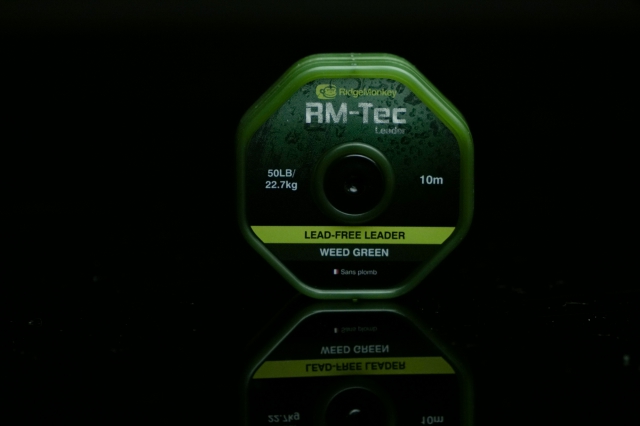 RidgeMonkey
RM-Tec
Leader
50LB/
22.7kg
10m
LEAD-FREE LEADER
WEED GREEN
Sans plomb